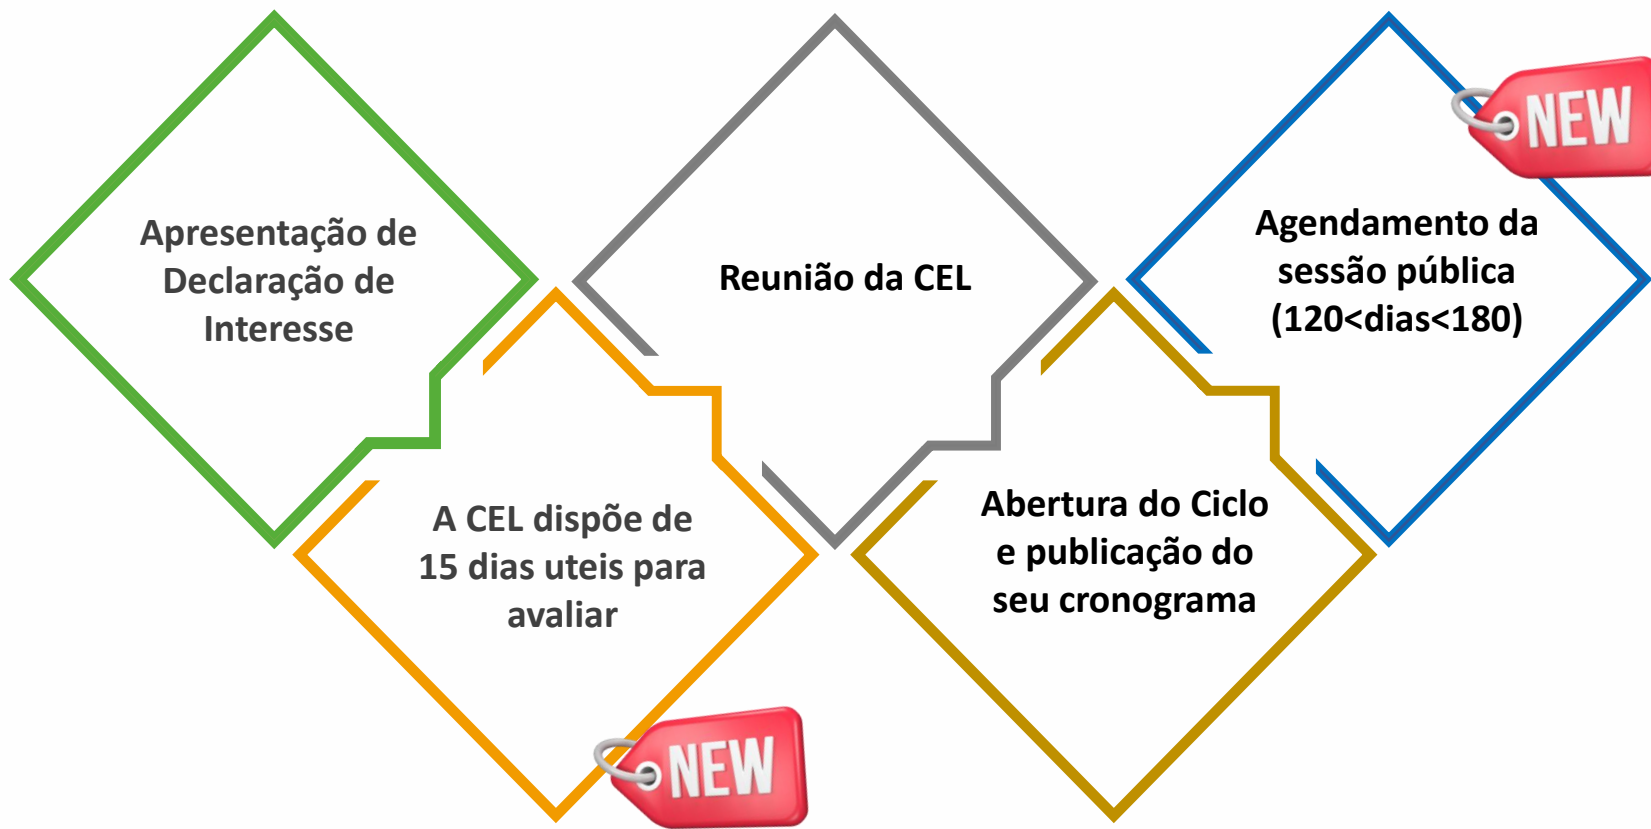 Apresentação de
Declaração de
Interesse
A CEL dispõe de
15 dias uteis para
avaliar
NEW
Reunião da CEL
Abertura do Ciclo
e publicação do
seu cronograma
Agendamento da
sessão pública
(120<dias<180)
NEW